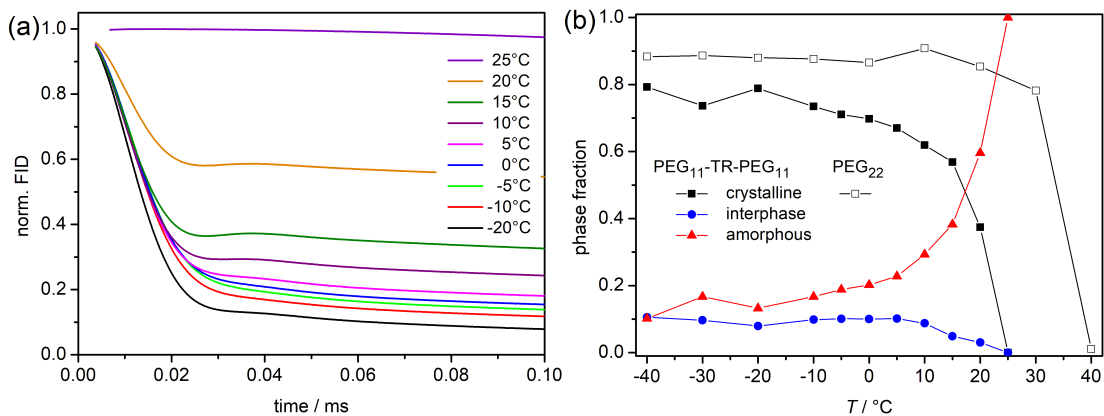 (a)
norm. FID
1.0
0.8
0.6
0.4
0.2
0.0
0.00 0.02 0.04 0.06 0.08 0.10
time / ms
25°C
20°C
15°C
10°C
5°C
0°C
-5°C
-10°C
-20°C
(b)
phase fraction
1.0
0.8
0.6
0.4
0.2
0.0
-40 -30 -20 -10 0 10 20 30 40
T / °C
PEG₁₁-TR-PEG₁₁ PEG₂₂
crystalline
interphase
amorphous